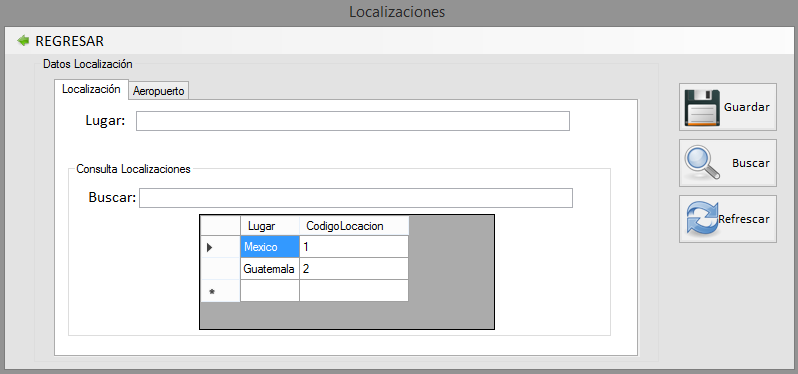 Localizaciones
REGRESAR
Datos Localización
Localización Aeropuerto
Lugar:
Consulta Localizaciones
Buscar:
Lugar CodigoLocacion
Mexico 1
Guatemala 2
*
Guardar
Buscar
Refrescar